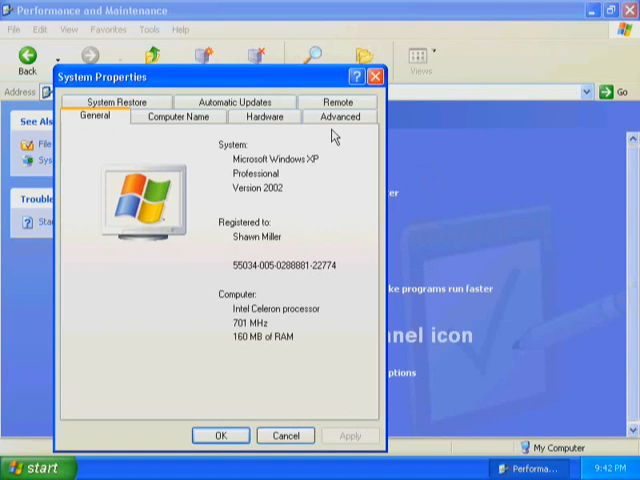 Performance and Maintenance
File Edit View Favorites Tools Help
Back
Views
Address
Go
System Properties
System Restore Automatic Updates Remote
General Computer Name Hardware Advanced
See Als
File
Sys
Trouble
Star
System:
Microsoft Windows XP
Professional
Version 2002
Registered to:
Shawn Miller
55034-005-0288881-22774
Computer:
Intel Celeron processor
701 MHz
160 MB of RAM
ter
ke programs run faster
nel icon
ptions
OK Cancel Apply
My Computer
start
Performa...
9:42 PM